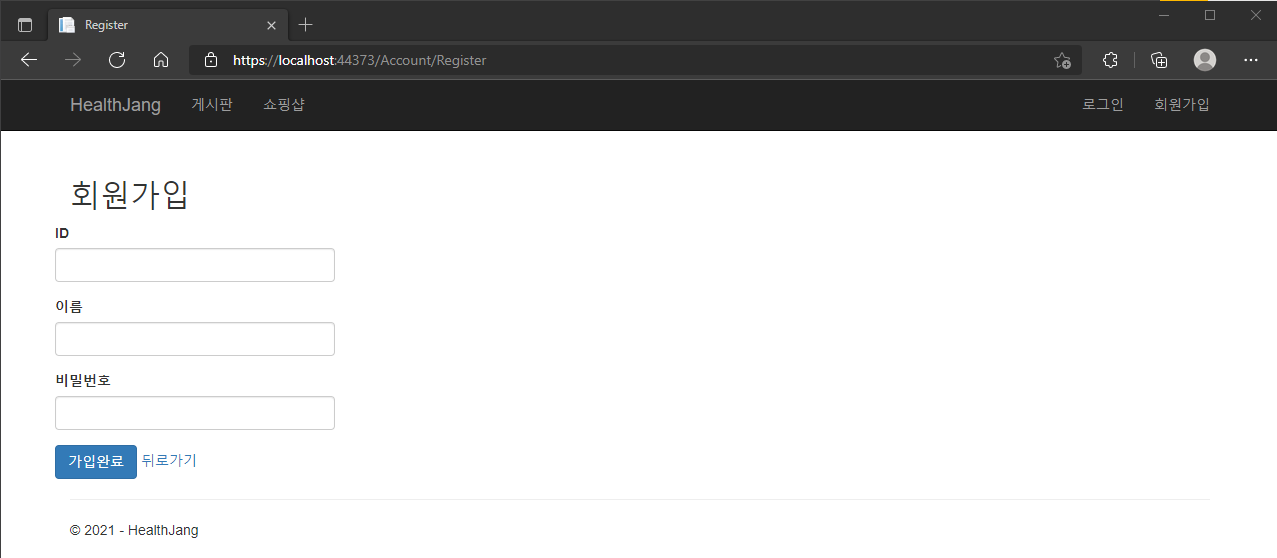 Register
https://localhost:44373/Account/Register
HealthJang 게시판 쇼핑샵 로그인 회원가입
회원가입
ID
이름
비밀번호
가입완료 뒤로가기
© 2021 - HealthJang